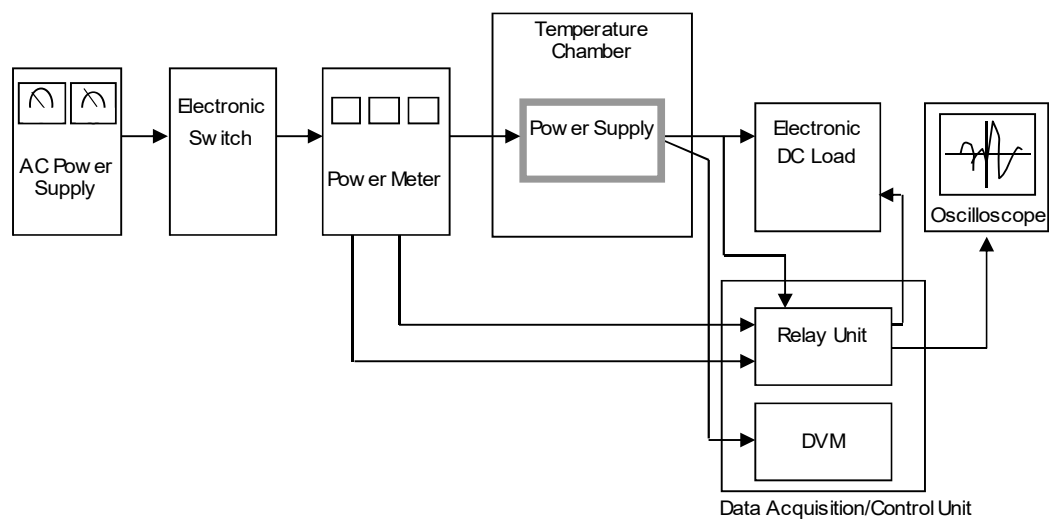 Temperature
Chamber
AC Power
Supply
Electronic
Switch
Power Meter
Power Supply
Electronic
DC Load
Oscilloscope
Relay Unit
DVM
Data Acquisition/Control Unit